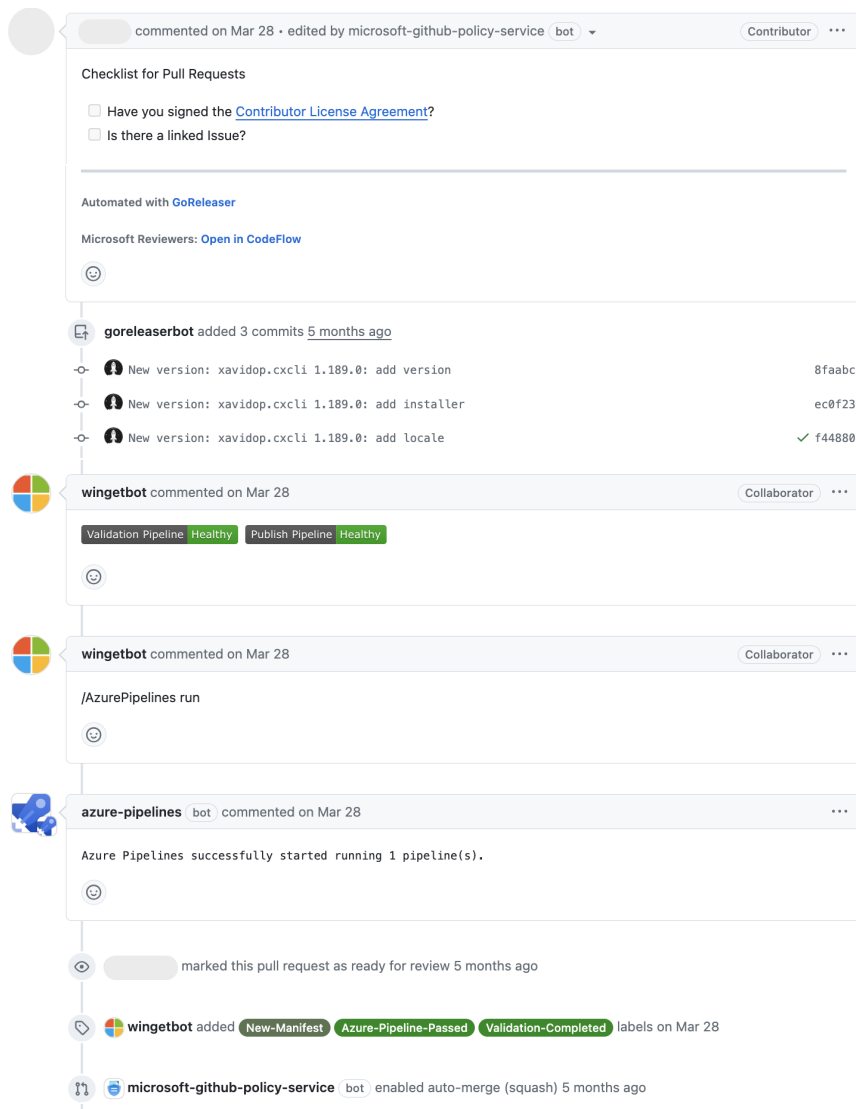 commented on Mar 28 • edited by microsoft-github-policy-service bot Contributor ...
Checklist for Pull Requests
Have you signed the Contributor License Agreement?
Is there a linked Issue?
Automated with GoReleaser
Microsoft Reviewers: Open in CodeFlow
goreleaserbot added 3 commits 5 months ago
New version: xavidop.cxcli 1.189.0: add version 8faabc
New version: xavidop.cxcli 1.189.0: add installer ec0f23
New version: xavidop.cxcli 1.189.0: add locale f44880
wingetbot commented on Mar 28 Collaborator ...
Validation Pipeline Healthy Publish Pipeline Healthy
wingetbot commented on Mar 28 Collaborator ...
/AzurePipelines run
azure-pipelines bot commented on Mar 28 ...
Azure Pipelines successfully started running 1 pipeline(s).
marked this pull request as ready for review 5 months ago
wingetbot added New-Manifest Azure-Pipeline-Passed Validation-Completed labels on Mar 28
microsoft-github-policy-service bot enabled auto-merge (squash) 5 months ago